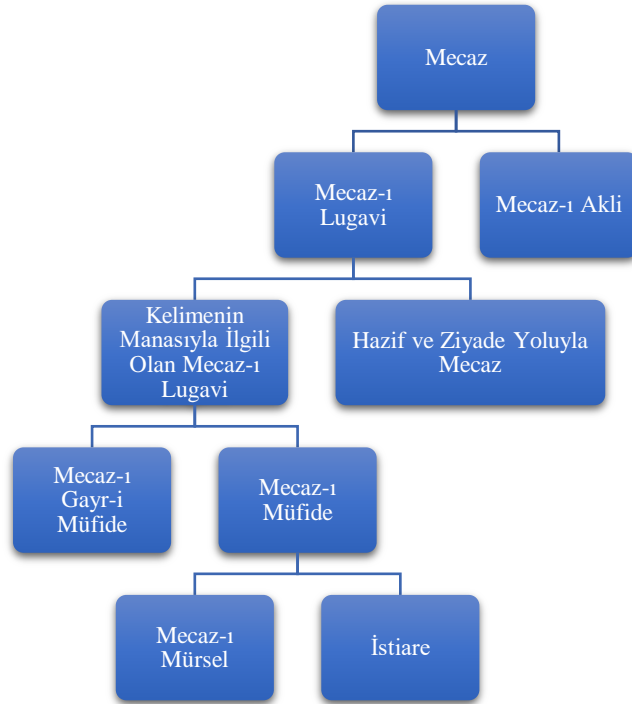 Mecaz
Mecaz-ı
Lugavi
Mecaz-ı Akli
Kelimenin
Manasıyla İlgili
Olan Mecaz-ı
Lugavi
Hazif ve Ziyade Yoluyla
Mecaz
Mecaz-ı
Gayr-i
Müfide
Mecaz-ı
Müfide
Mecaz-ı
Mürsel
İstiare